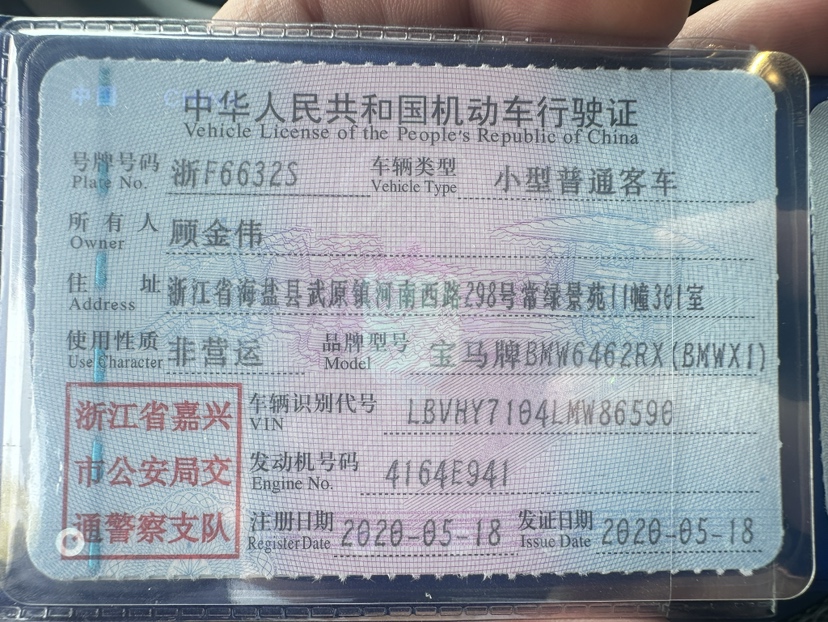 中华人民共和国机动车行驶证
Vehicle License of the People's Republic of China
号牌号码 浙F6632S 车辆类型 小型普通客车
Plate No. Vehicle Type
所有人 顾金伟
Owner
住址 浙江省海盐县武原镇河南西路298号常绿景苑11幢301室
Address
使用性质 非营运 品牌型号 宝马牌BMW6462RX(BMWX1)
Use Character Model
浙江省嘉兴
市公安局交
通警察支队
车辆识别代号 LBVHY7104LMW86590
VIN
发动机号码 4164E941
Engine No.
注册日期 2020-05-18 发证日期 2020-05-18
Register Date Issue Date